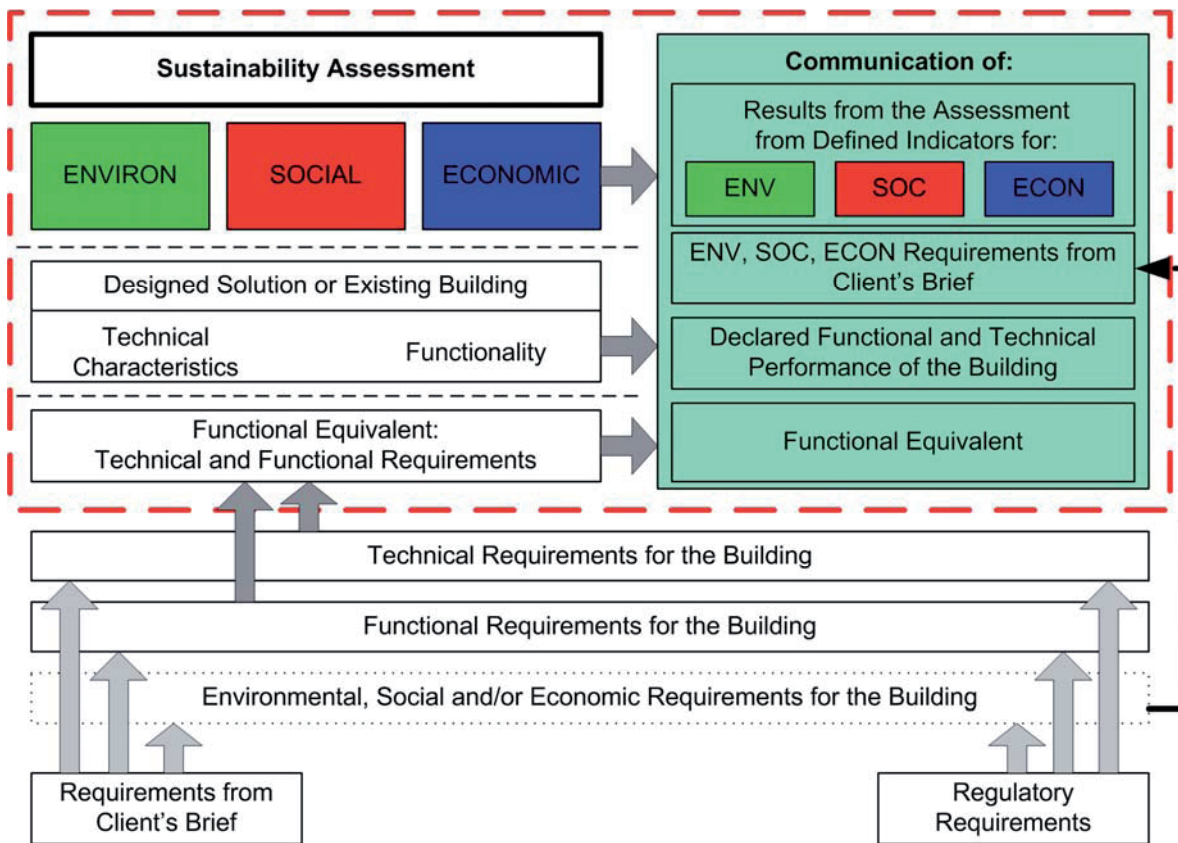 Sustainability Assessment
ENVIRON
SOCIAL
ECONOMIC
Designed Solution or Existing Building
Technical
Characteristics
Functionality
Functional Equivalent:
Technical and Functional Requirements
Communication of:
Results from the Assessment
from Defined Indicators for:
ENV
SOC
ECON
ENV, SOC, ECON Requirements from
Client's Brief
Declared Functional and Technical
Performance of the Building
Functional Equivalent
Technical Requirements for the Building
Functional Requirements for the Building
Environmental, Social and/or Economic Requirements for the Building
Requirements from
Client's Brief
Regulatory
Requirements